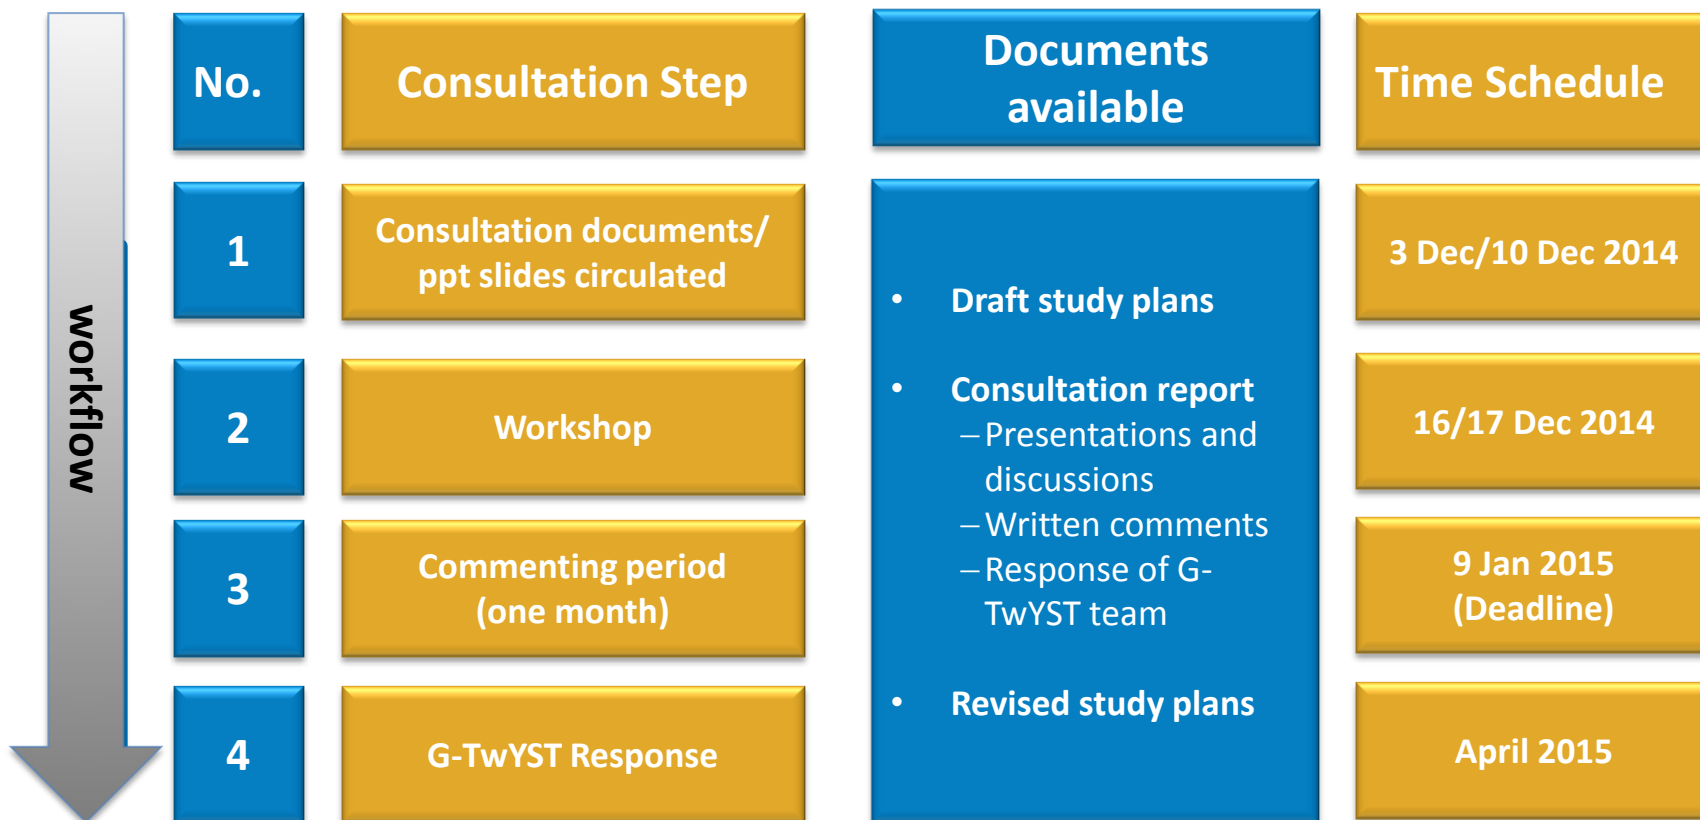 No.
Consultation Step
Documents
available
Time Schedule
workflow
1
Consultation documents/
ppt slides circulated
3 Dec/10 Dec 2014
2
Workshop
16/17 Dec 2014
3
Commenting period
(one month)
9 Jan 2015
(Deadline)
4
G-TwYST Response
April 2015
• Draft study plans
• Consultation report
–Presentations and
discussions
–Written comments
–Response of G-
TwYST team
• Revised study plans